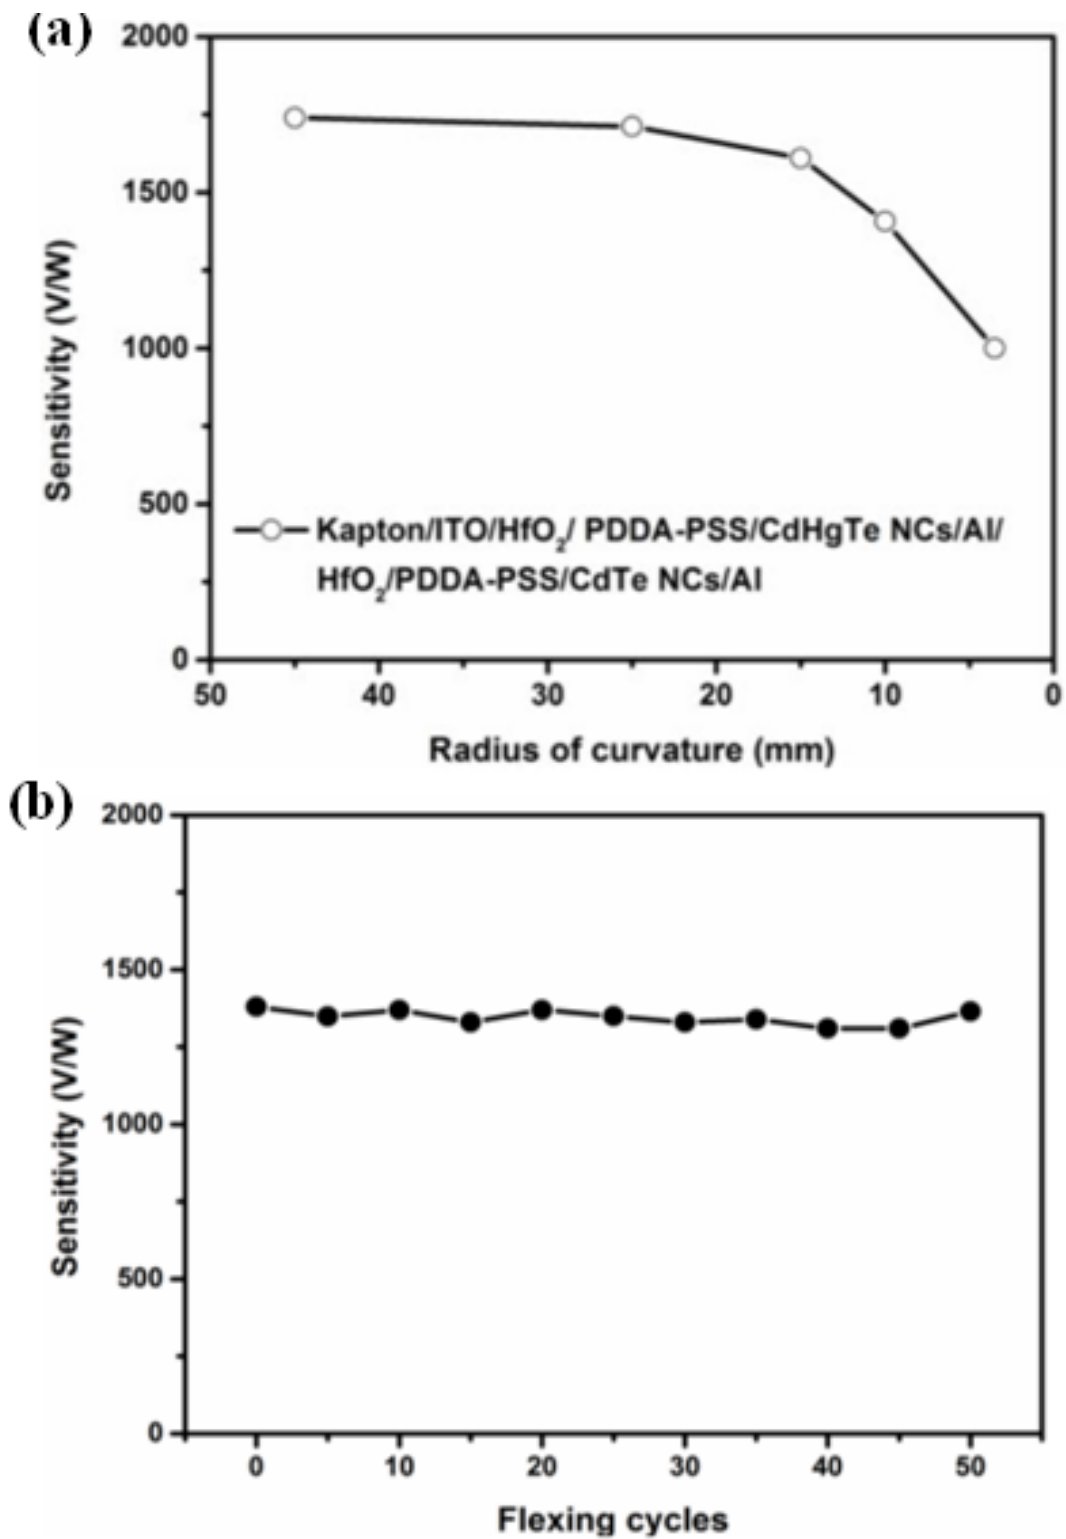 (a)
2000
1500
1000
500
0
Sensitivity (V/W)
Kapton/ITO/HfO2/ PDDA-PSS/CdHgTe NCs/Al/
HfO2/PDDA-PSS/CdTe NCs/Al
50 40 30 20 10 0
Radius of curvature (mm)
(b)
2000
1500
1000
500
0
Sensitivity (V/W)
0 10 20 30 40 50
Flexing cycles